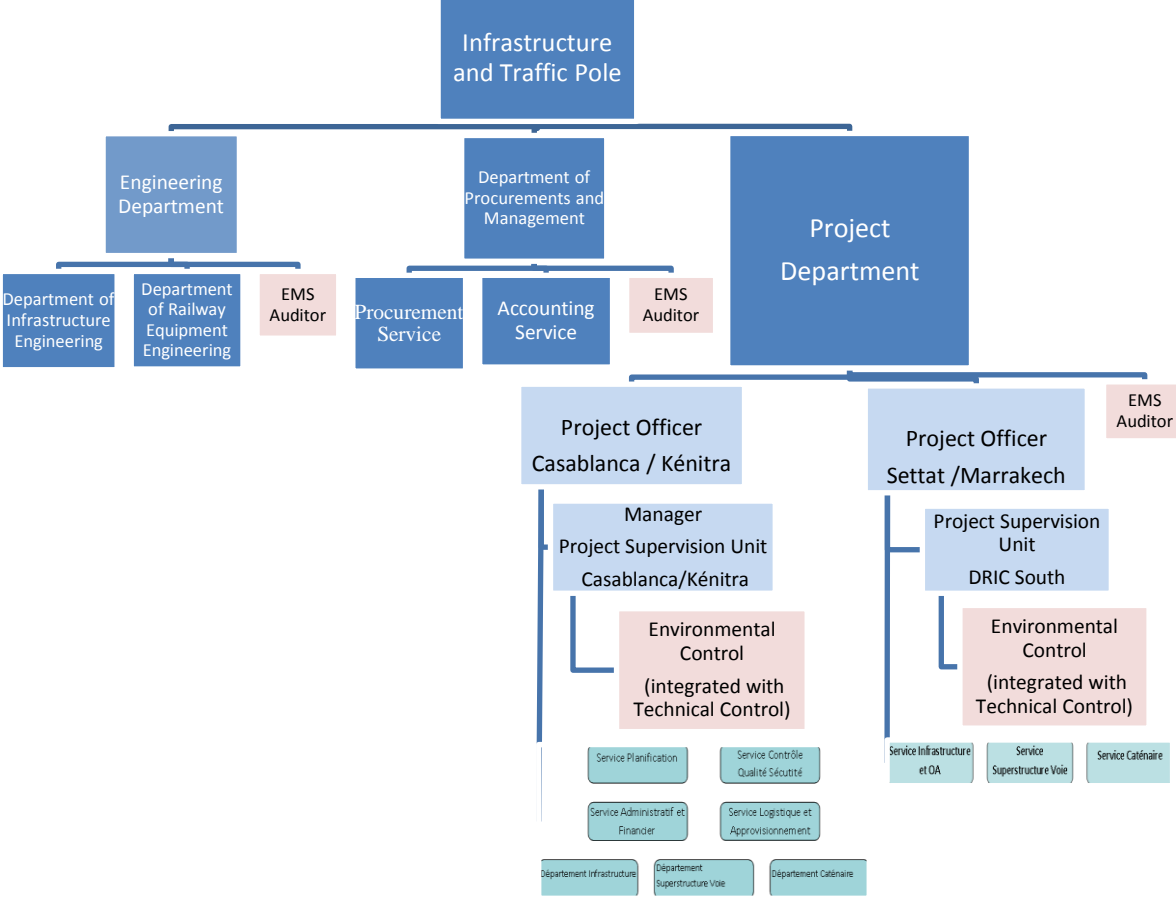 Infrastructure
and Traffic Pole
Engineering
Department
Department of
Procurements and
Management
Project
Department
Department of
Infrastructure
Engineering
Department
of Railway
Equipment
Engineering
EMS
Auditor
Procurement
Service
Accounting
Service
EMS
Auditor
EMS
Auditor
Project Officer
Casablanca / Kénitra
Project Officer
Settat /Marrakech
Manager
Project Supervision Unit
Casablanca/Kénitra
Project Supervision
Unit
DRIC South
Environmental
Control
(integrated with
Technical Control)
Environmental
Control
(integrated with
Technical Control)
Service Planification
Service Contrôle
Qualité Sécutité
Service Infrastructure
et OA
Service
Superstructure Voie
Service Caténaire
Service Administratif et
Financier
Service Logistique et
Approvisionnement
Département Infrastructure
Département
Superstructure Voie
Département Caténaire